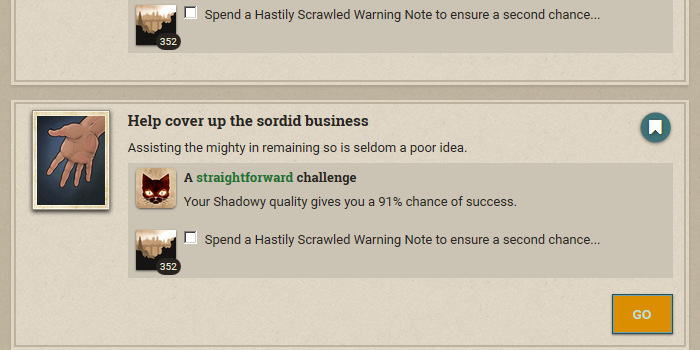 Spend a Hastily Scrawled Warning Note to ensure a second chance...
352
Help cover up the sordid business
Assisting the mighty in remaining so is seldom a poor idea.
A straightforward challenge
Your Shadowy quality gives you a 91% chance of success.
Spend a Hastily Scrawled Warning Note to ensure a second chance...
352
GO